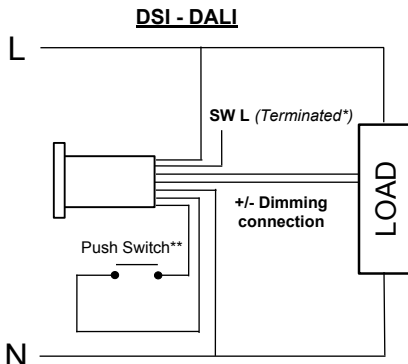 DSI - DALI
L
SW L (Terminated*)
+/- Dimming
connection
LOAD
Push Switch**
N